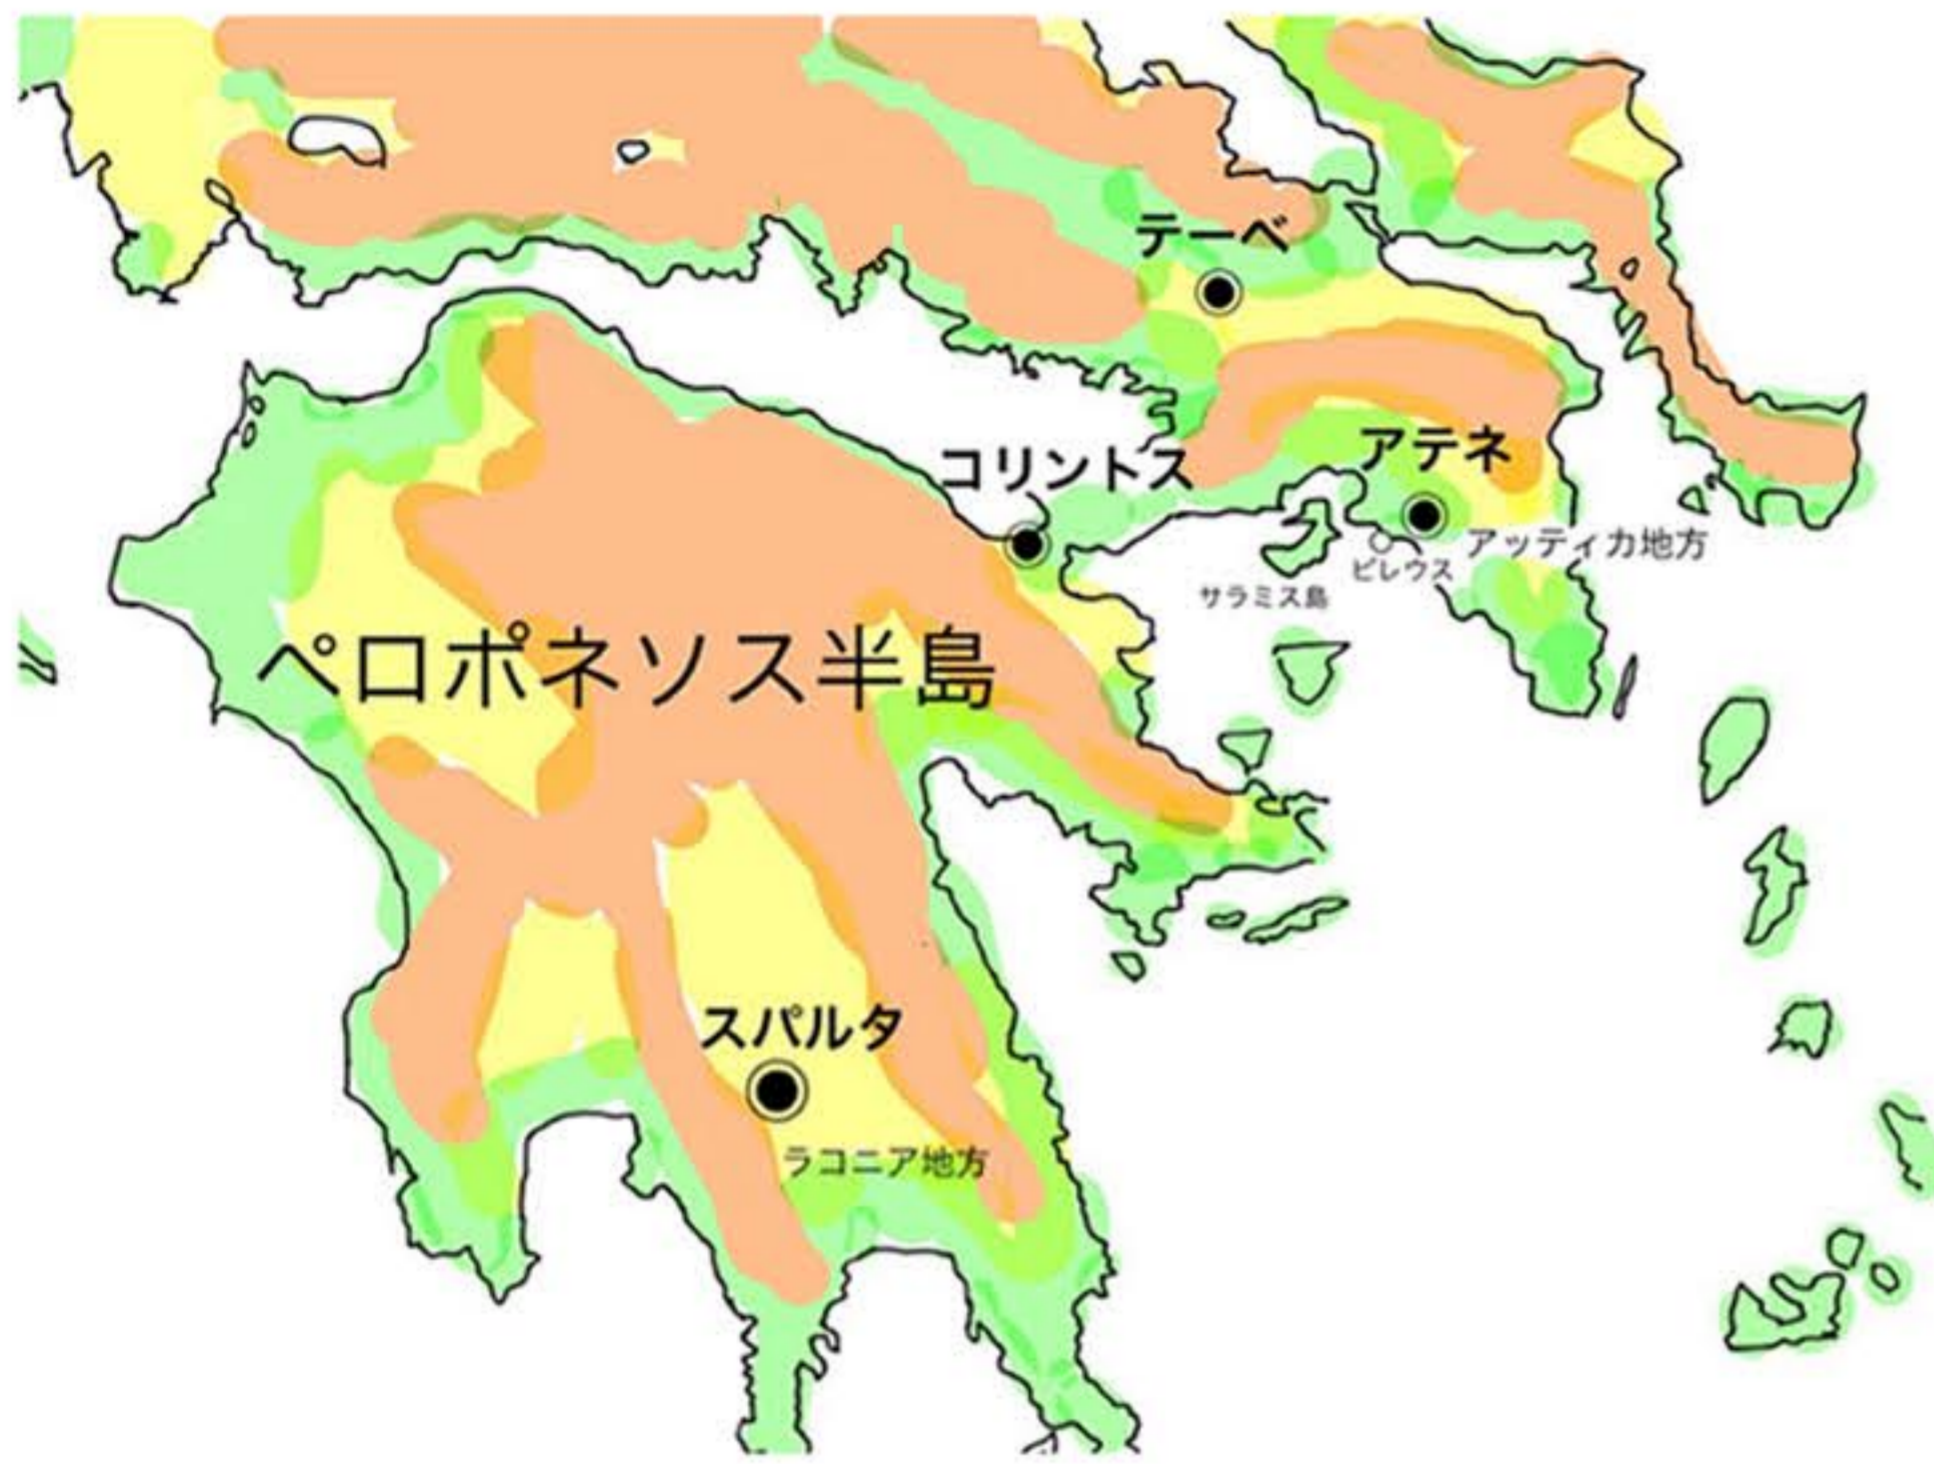 テーベ
コリントス
アテネ
アッティカ地方
ピレウス
サラミス島
ペロポネソス半島
スパルタ
ラコニア地方